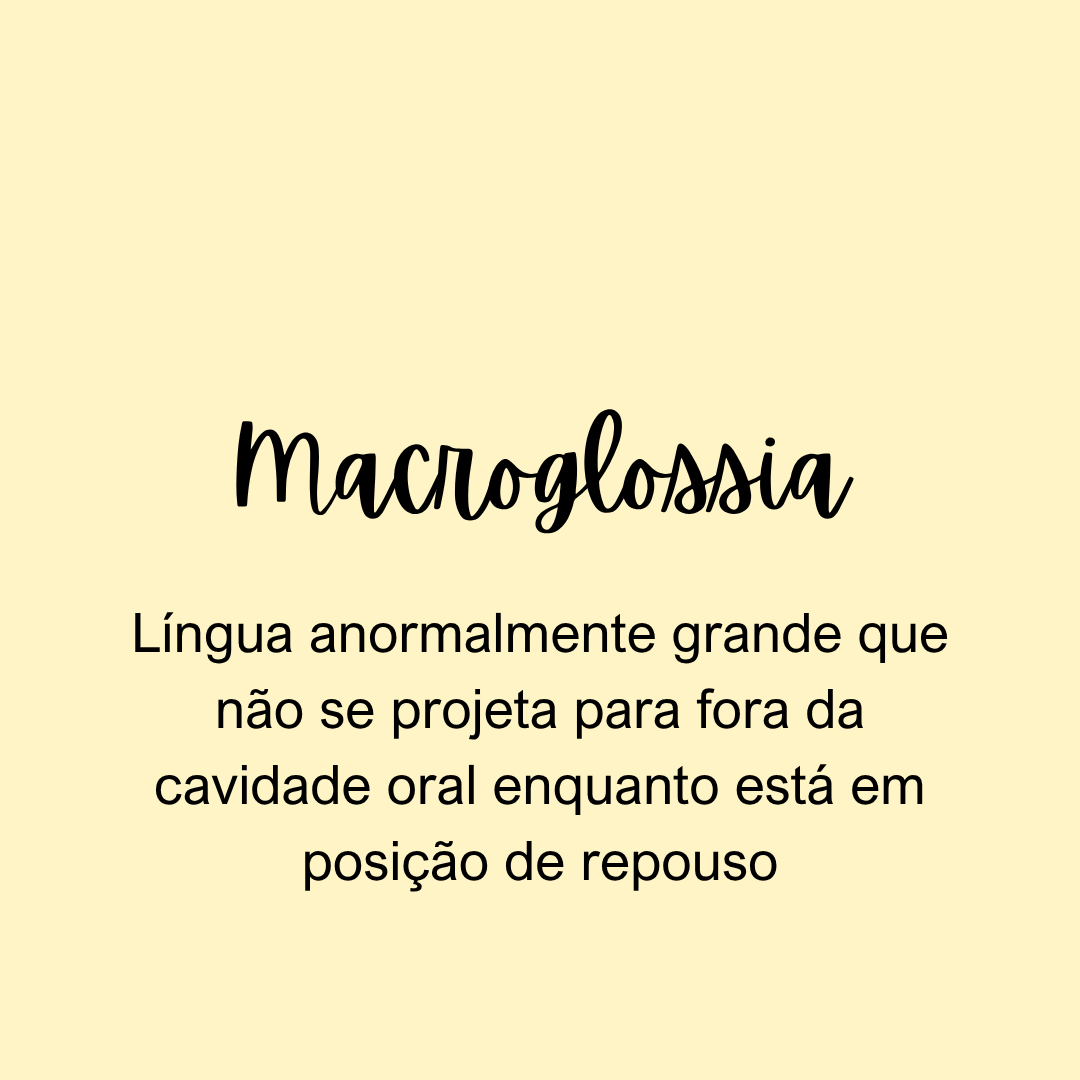 Macroglossia
Língua anormalmente grande que
não se projeta para fora da
cavidade oral enquanto está em
posição de repouso